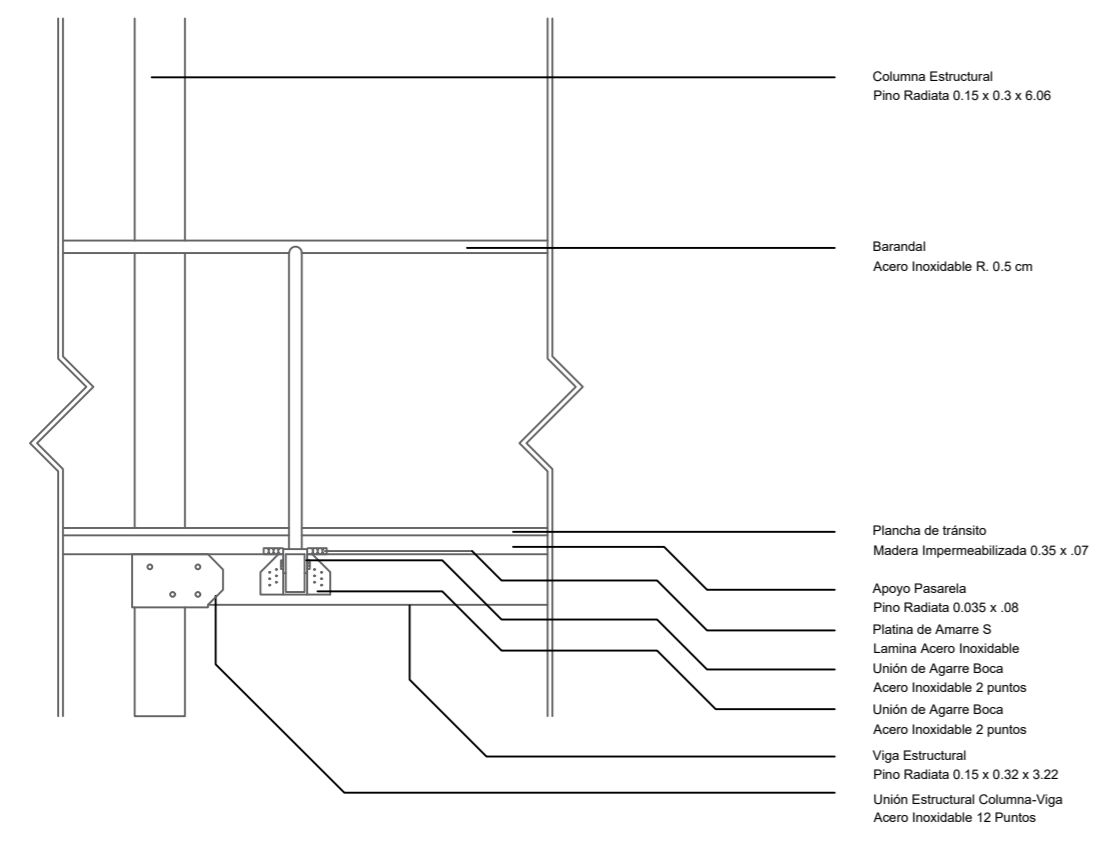 Columna Estructural
Pino Radiata 0.15 x 0.3 x 6.06
Barandal
Acero Inoxidable R. 0.5 cm
Plancha de tránsito
Madera Impermeabilizada 0.35 x .07
Apoyo Pasarela
Pino Radiata 0.035 x .08
Platina de Amarre S
Lamina Acero Inoxidable
Unión de Agarre Boca
Acero Inoxidable 2 puntos
Unión de Agarre Boca
Acero Inoxidable 2 puntos
Viga Estructural
Pino Radiata 0.15 x 0.32 x 3.22
Unión Estructural Columna-Viga
Acero Inoxidable 12 Puntos